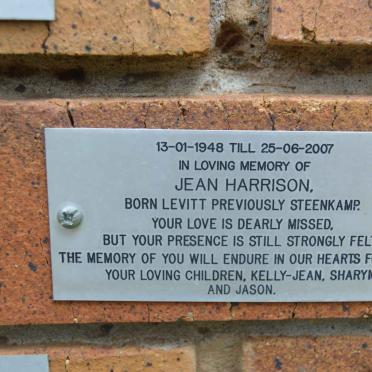 13-01-1948 TILL 25-06-2007
IN LOVING MEMORY OF
JEAN HARRISON,
BORN LEVITT PREVIOUSLY STEENKAMP.
YOUR LOVE IS DEARLY MISSED,
BUT YOUR PRESENCE IS STILL STRONGLY FELT
THE MEMORY OF YOU WILL ENDURE IN OUR HEARTS
YOUR LOVING CHILDREN, KELLY-JEAN,
AND JASON.